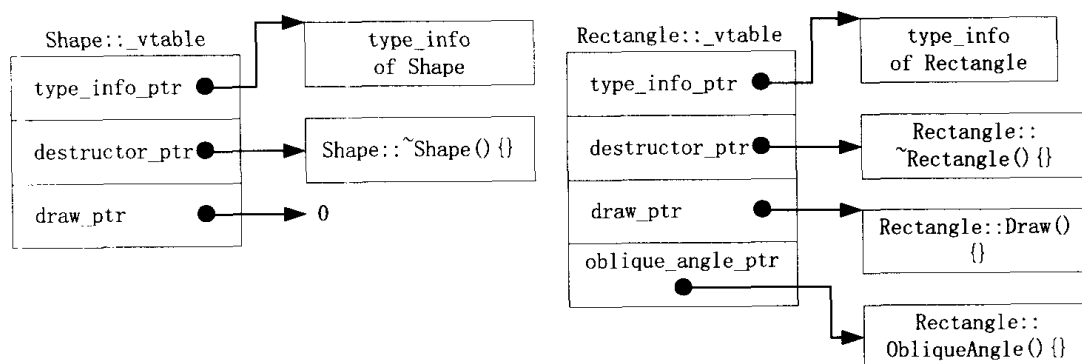 Shape::_vtable
type_info_ptr
type_info
of Shape
destructor_ptr
Shape::~Shape(){}
draw_ptr
0
Rectangle::_vtable
type_info_ptr
type_info
of Rectangle
destructor_ptr
Rectangle::
~Rectangle(){}
draw_ptr
Rectangle::Draw()
{}
oblique_angle_ptr
Rectangle::
ObliqueAngle(){}